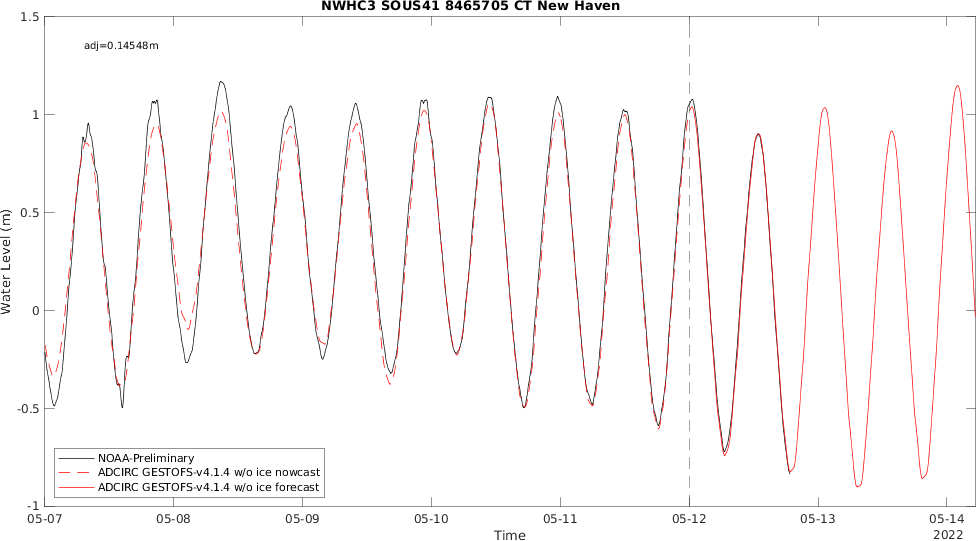 NWHC3 SOUS41 8465705 CT New Haven
1.5
adj=0.14548m
1
0.5
Water Level (m)
0
-0.5
NOAA-Preliminary
ADCIRC GESTOFS-v4.1.4 w/o ice nowcast
ADCIRC GESTOFS-v4.1.4 w/o ice forecast
-1
05-07 05-08 05-09 05-10 05-11 05-12 05-13 05-14
Time
2022